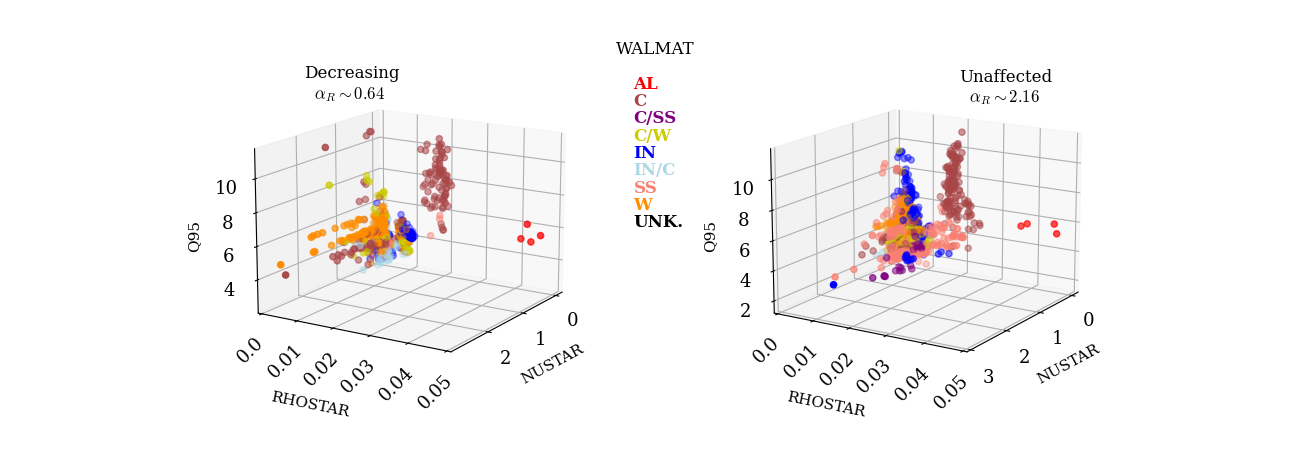 WALMAT
Decreasing
α_R ∼ 0.64
Unaffected
α_R ∼ 2.16
AL
C
C/SS
C/W
IN
IN/C
SS
W
UNK.
10
8
6
4
Q95
0.0
0.01
0.02
0.03
0.04
0.05
RHOSTAR
2
1
0
NUSTAR
10
8
6
4
2
Q95
0.0
0.01
0.02
0.03
0.04
0.05
RHOSTAR
3
2
1
0
NUSTAR